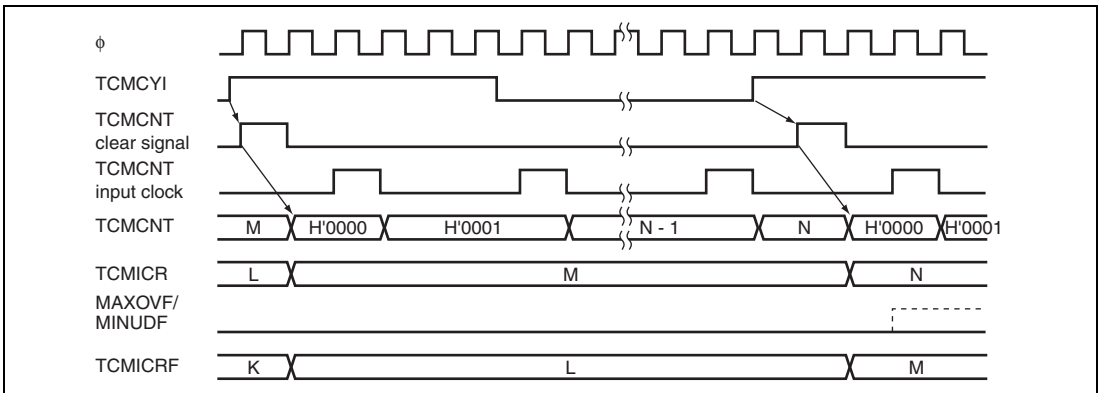 ϕ
TCMCYI
TCMCNT
clear signal
TCMCNT
input clock
TCMCNT M H'0000 H'0001 N - 1 N H'0000 H'0001
TCMICR L M N
MAXOVF/
MINUDF
TCMICRF K L M